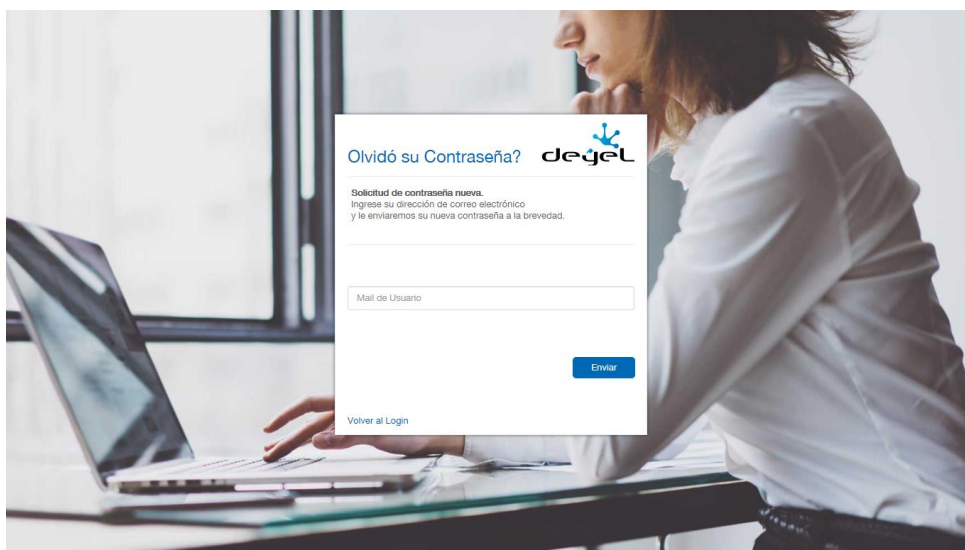 Olvidó su Contraseña?
degel
Solicitud de contraseña nueva.
Ingrese su dirección de correo electrónico
y le enviaremos su nueva contraseña a la brevedad.
Mail de Usuario
Enviar
Volver al Login